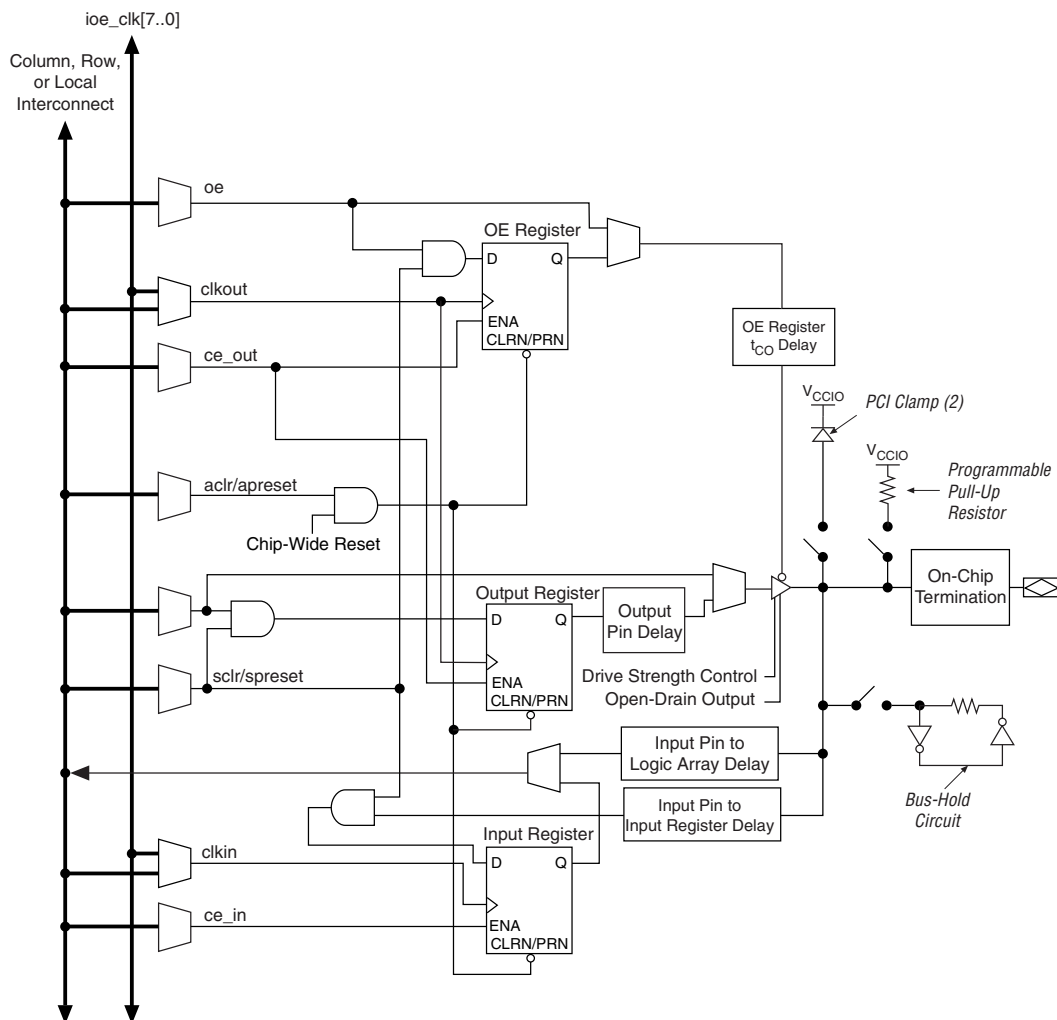 ioe_clk[7..0]
Column, Row,
or Local
Interconnect
oe
OE Register
D
Q
clkout
ENA
CLRN/PRN
OE Register
tCO Delay
ce_out
VCCIO
PCI Clamp (2)
VCCIO
Programmable
Pull-Up
Resistor
aclr/apreset
Chip-Wide Reset
On-Chip
Termination
Output Register
D
Q
Output
Pin Delay
ENA
CLRN/PRN
Drive Strength Control
Open-Drain Output
sclr/spreset
Input Pin to
Logic Array Delay
Input Pin to
Input Register Delay
Bus-Hold
Circuit
Input Register
D
Q
clkin
ce_in
ENA
CLRN/PRN